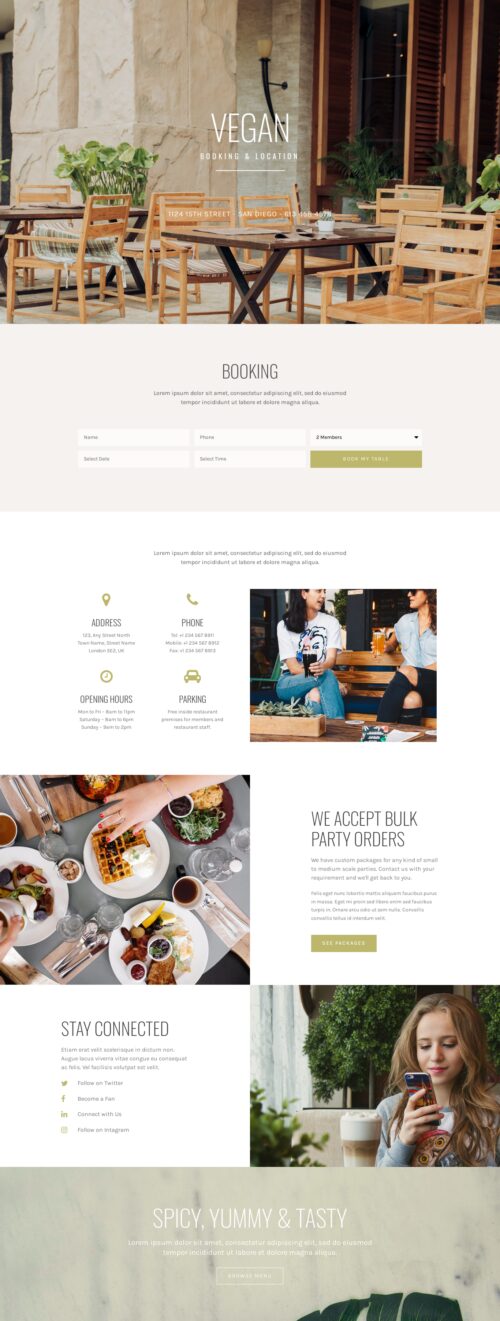 VEGAN
BOOKING & LOCATION
1124 15TH STREET - SAN DIEGO - 613 458 4578
BOOKING
Lorem ipsum dolor sit amet, consectetur adipiscing elit, sed do eiusmod
tempor incididunt ut labore et dolore magna aliqua.
Name
Phone
2 Members
Select Date
Select Time
BOOK MY TABLE
Lorem ipsum dolor sit amet, consectetur adipiscing elit, sed do eiusmod
tempor incididunt ut labore et dolore magna aliqua.
ADDRESS
123, Any Street North
Town Name, Street Name
London SE2, UK
PHONE
Tel: +1 234 567 8911
Mobile: +1 234 567 8912
Fax: +1 234 567 8913
OPENING HOURS
Mon to Fri – 8am to 11pm
Saturday – 9am to 6pm
Sunday – 9am to 2pm
PARKING
Free inside restaurant
premises for members and
restaurant staff.
WE ACCEPT BULK
PARTY ORDERS
We have custom packages for any kind of small
to medium scale parties. Contact us with your
requirement and we'll get back to you.
Felis eget nunc lobortis mattis aliquam faucibus purus
in massa. Eget mi proin sed libero enim sed faucibus
turpis in. Ornare arcu odio ut sem nulla. Convallis
convallis tellus id interdum velit.
SEE PACKAGES
STAY CONNECTED
Etiam erat velit scelerisque in dictum non.
Augue lacus viverra vitae congue eu consequat
ac felis. Vel facilisis volutpat est velit.
Follow on Twitter
Become a Fan
Connect with Us
Follow on Intagram
SPICY, YUMMY & TASTY
Lorem ipsum dolor sit amet, consectetur adipiscing elit, sed do eiusmod
tempor incididunt ut labore et dolore magna aliqua.
BROWSE MENU